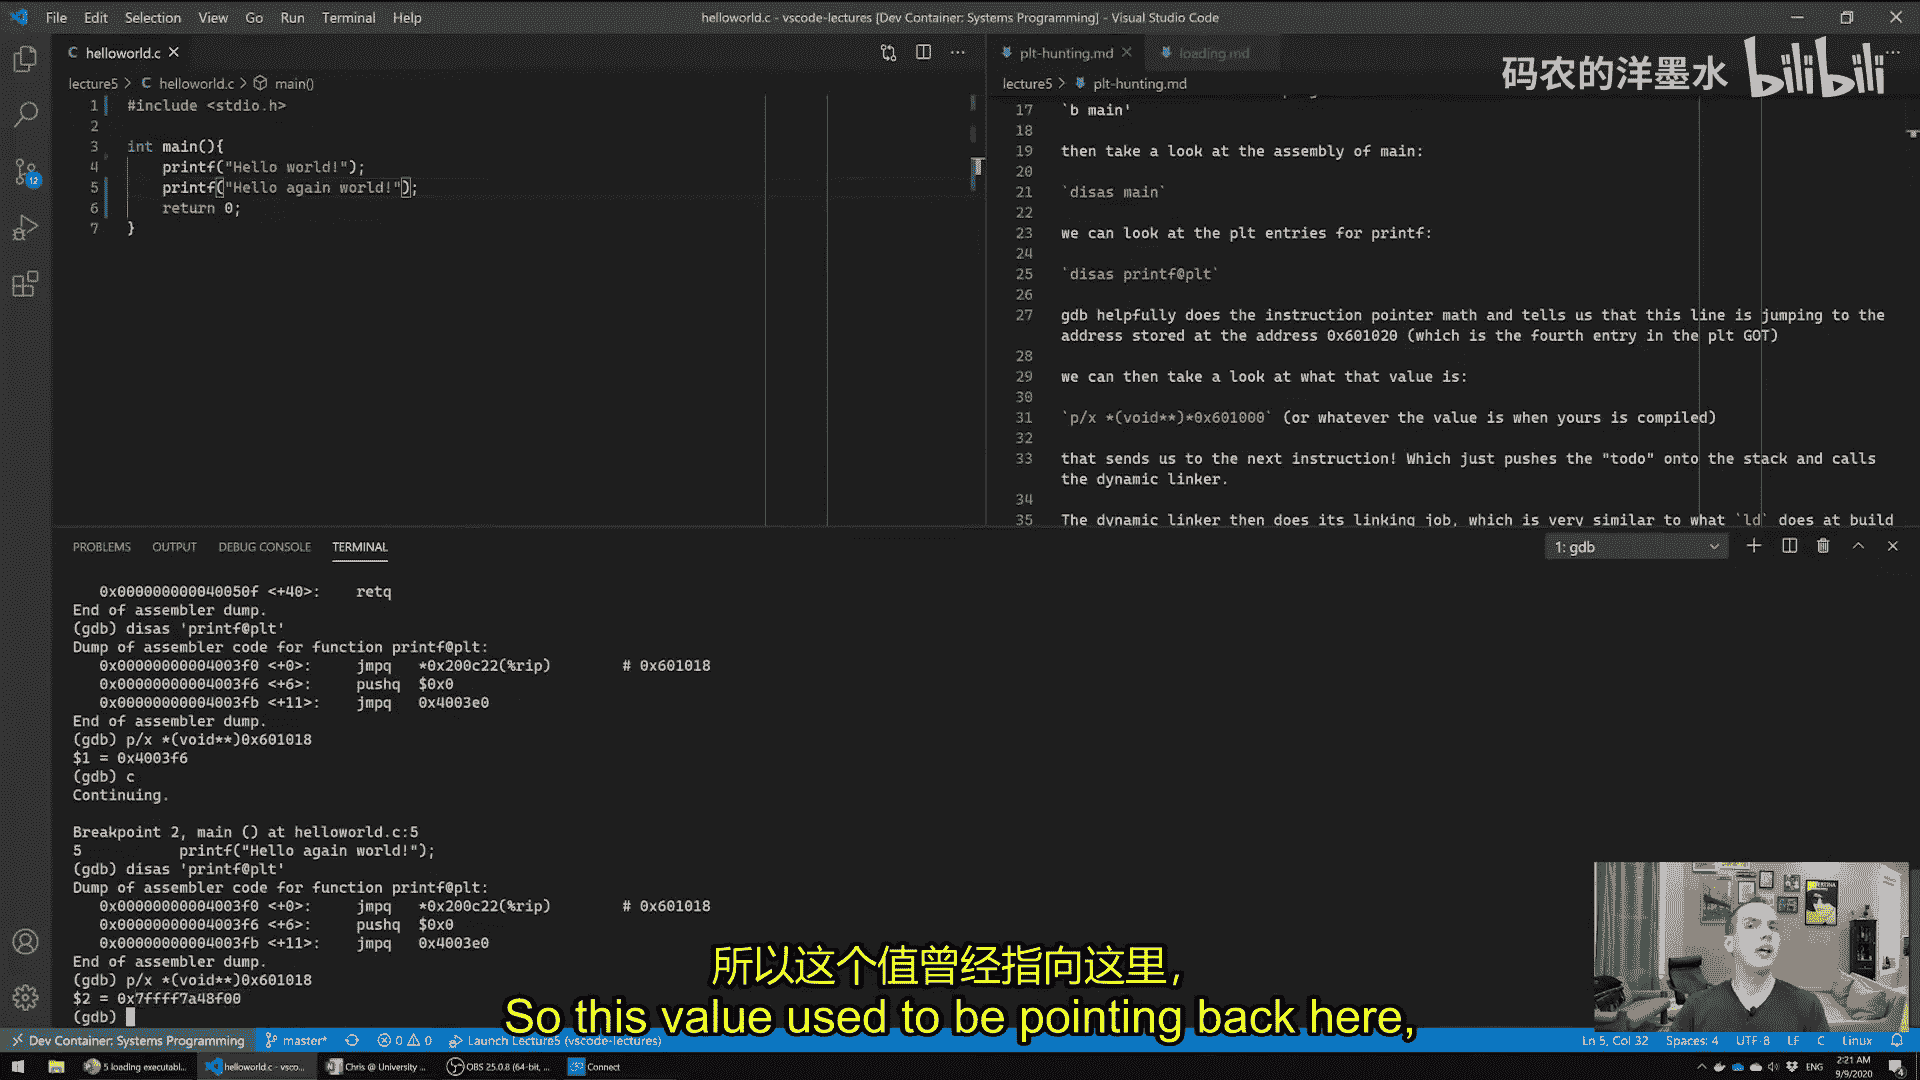 File Edit Selection View Go Run Terminal Help
helloworld.c - vscode-lectures [Dev Container: Systems Programming] - Visual Studio Code
C helloworld.c
plt-hunting.md
loading.md
码农的洋墨水 bilibili
lecture5 > C helloworld.c > main()
1 #include <stdio.h>
2
3 int main(){
4     printf("Hello world!");
5     printf("Hello again world!");
6     return 0;
7 }
lecture5 > plt-hunting.md
17 `b main'
18
19 then take a look at the assembly of main:
20
21 `disas main`
22
23 we can look at the plt entries for printf:
24
25 `disas printf@plt`
26
27 gdb helpfully does the instruction pointer math and tells us that this line is jumping to the
address stored at the address 0x601020 (which is the fourth entry in the plt GOT)
28
29 we can then take a look at what that value is:
30
31 `p/x *(void**)*0x601000` (or whatever the value is when yours is compiled)
32
33 that sends us to the next instruction! Which just pushes the "todo" onto the stack and calls
the dynamic linker.
34
35 The dynamic linker then does its linking job, which is very similar to what `ld` does at build
PROBLEMS OUTPUT DEBUG CONSOLE TERMINAL
1: gdb
0x000000000040050f <+40>: retq
End of assembler dump.
(gdb) disas 'printf@plt'
Dump of assembler code for function printf@plt:
0x00000000004003f0 <+0>: jmpq *0x200c22(%rip) # 0x601018
0x00000000004003f6 <+6>: pushq $0x0
0x00000000004003fb <+11>: jmpq 0x4003e0
End of assembler dump.
(gdb) p/x *(void**)0x601018
$1 = 0x4003f6
(gdb) c
Continuing.
Breakpoint 2, main () at helloworld.c:5
5 printf("Hello again world!");
(gdb) disas 'printf@plt'
Dump of assembler code for function printf@plt:
0x00000000004003f0 <+0>: jmpq *0x200c22(%rip) # 0x601018
0x00000000004003f6 <+6>: pushq $0x0
0x00000000004003fb <+11>: jmpq 0x4003e0
End of assembler dump.
(gdb) p/x *(void**)0x601018
$2 = 0x7ffff7a48f00
(gdb)
所以这个值曾经指向这里，
So this value used to be pointing back here,
Dev Container: Systems Programming master* 0 0 Launch Lecture5 (vscode-lectures)
Ln 5, Col 32 Spaces: 4 UTF-8 LF C Linux
5 loading executabl... helloworld.c - vsco... Chris @ University ... OBS 25.0.8 (64-bit, ... Connect
ENG
2:21 AM
9/9/2020
12
4